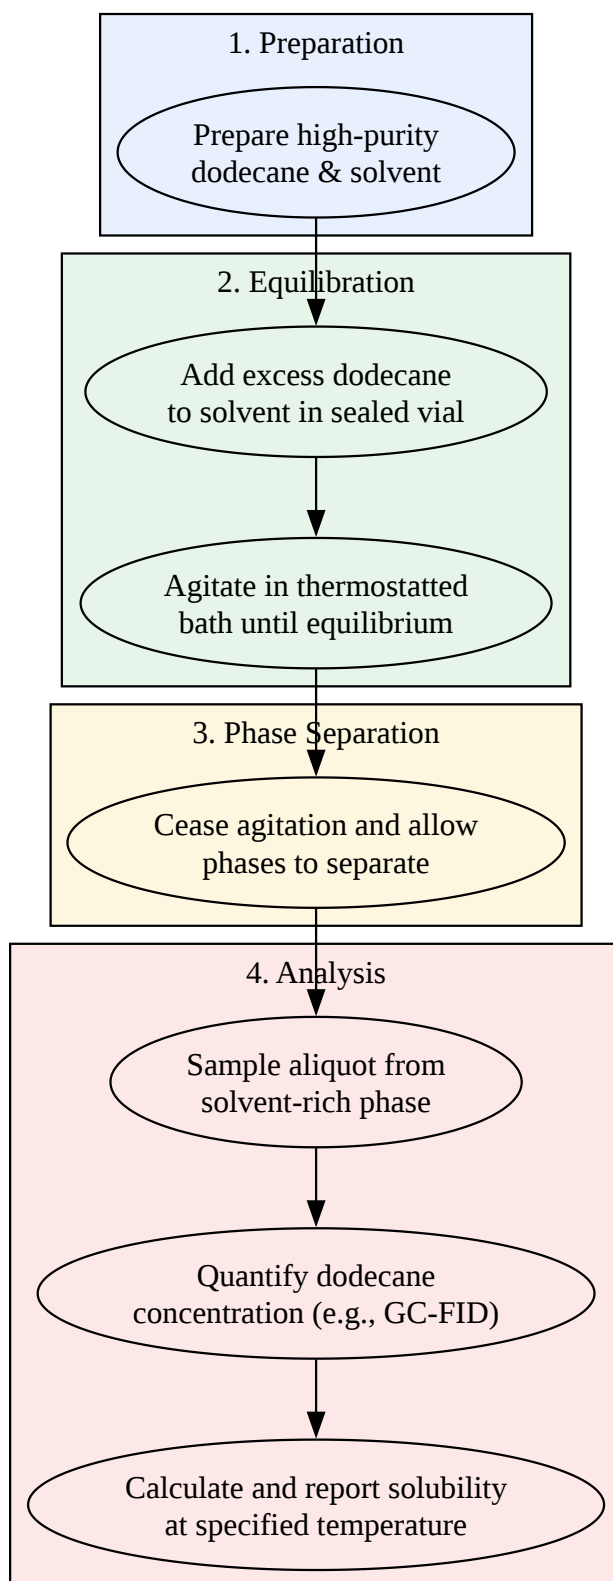 1. Preparation
Prepare high-purity
dodecane & solvent
2. Equilibration
Add excess dodecane
to solvent in sealed vial
Agitate in thermostatted
bath until equilibrium
3. Phase Separation
Cease agitation and allow
phases to separate
4. Analysis
Sample aliquot from
solvent-rich phase
Quantify dodecane
concentration (e.g., GC-FID)
Calculate and report solubility
at specified temperature